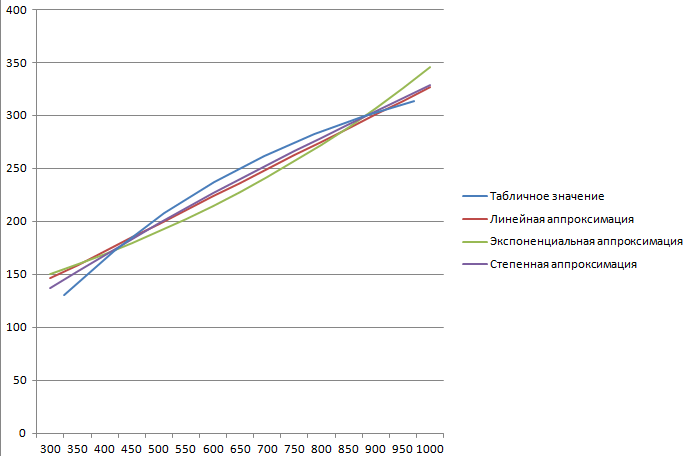 400
350
300
250
200
150
100
50
0
Табличное значение
Линейная аппроксимация
Экспоненциальная аппроксимация
Степенная аппроксимация
300 350 400 450 500 550 600 650 700 750 800 850 900 950 1000